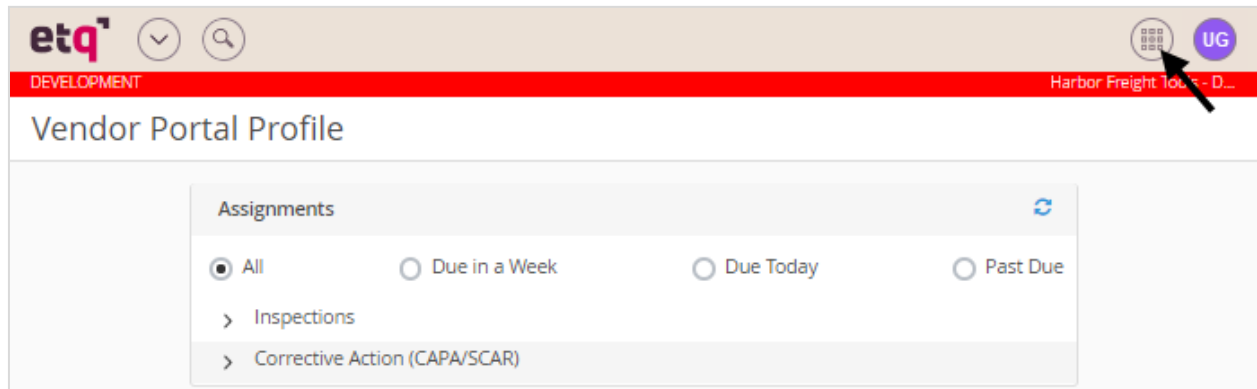 etq
UG
DEVELOPMENT
Harbor Freight Tools - D...
Vendor Portal Profile
Assignments
All
Due in a Week
Due Today
Past Due
Inspections
Corrective Action (CAPA/SCAR)